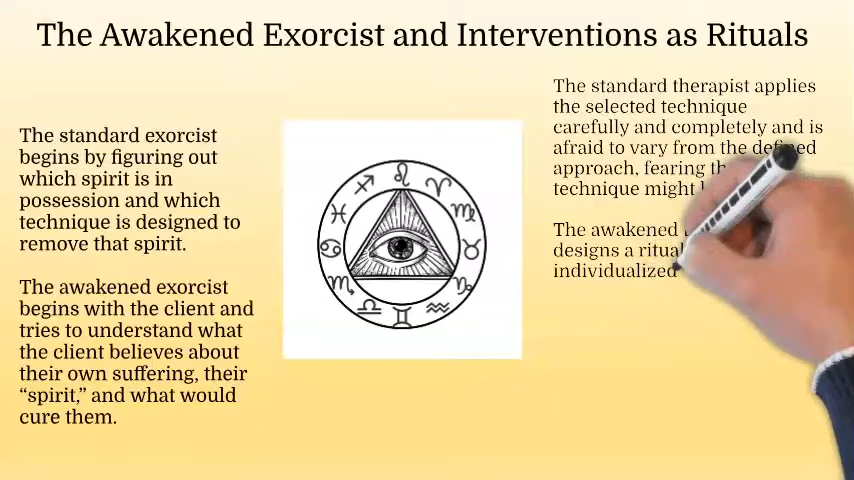 The Awakened Exorcist and Interventions as Rituals
The standard exorcist
begins by figuring out
which spirit is in
possession and which
technique is designed to
remove that spirit.
The awakened exorcist
begins with the client and
tries to understand what
the client believes about
their own suffering, their
“spirit,” and what would
cure them.
The standard therapist applies
the selected technique
carefully and completely and is
afraid to vary from the defined
approach, fearing
technique might
The awakened
designs a ritual
individualized